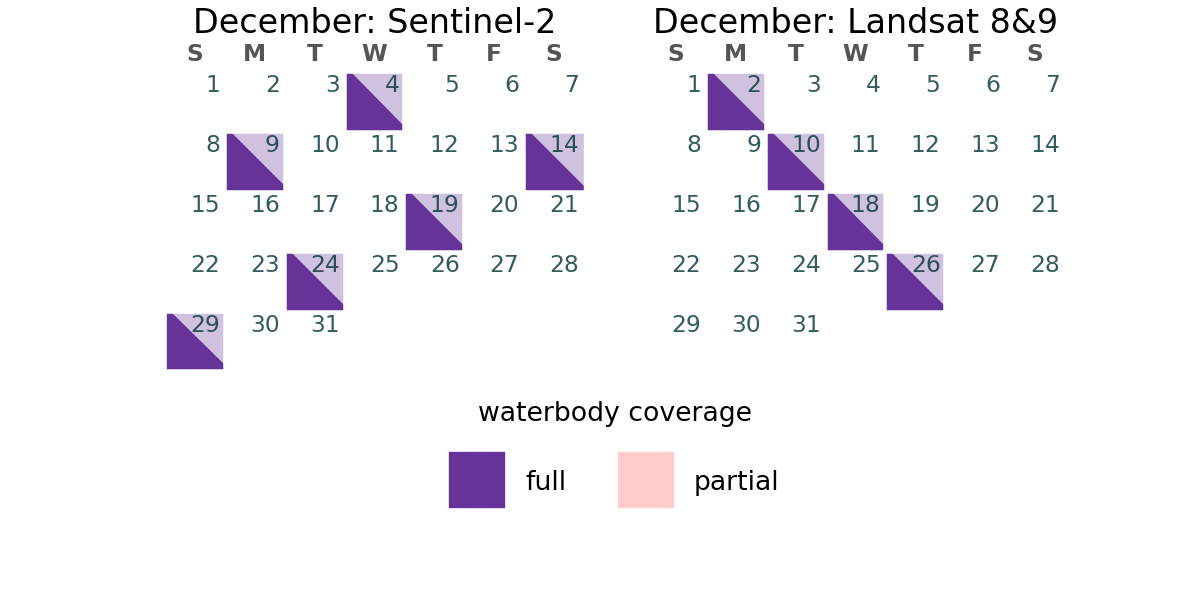 December: Sentinel-2
S M T W T F S
1 2 3 4 5 6 7
8 9 10 11 12 13 14
15 16 17 18 19 20 21
22 23 24 25 26 27 28
29 30 31
December: Landsat 8&9
S M T W T F S
1 2 3 4 5 6 7
8 9 10 11 12 13 14
15 16 17 18 19 20 21
22 23 24 25 26 27 28
29 30 31
waterbody coverage
full
partial